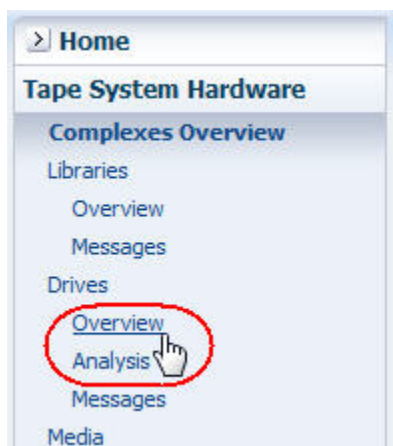 Home
Tape System Hardware
Complexes Overview
Libraries
Overview
Messages
Drives
Overview
Analysis
Messages
Media